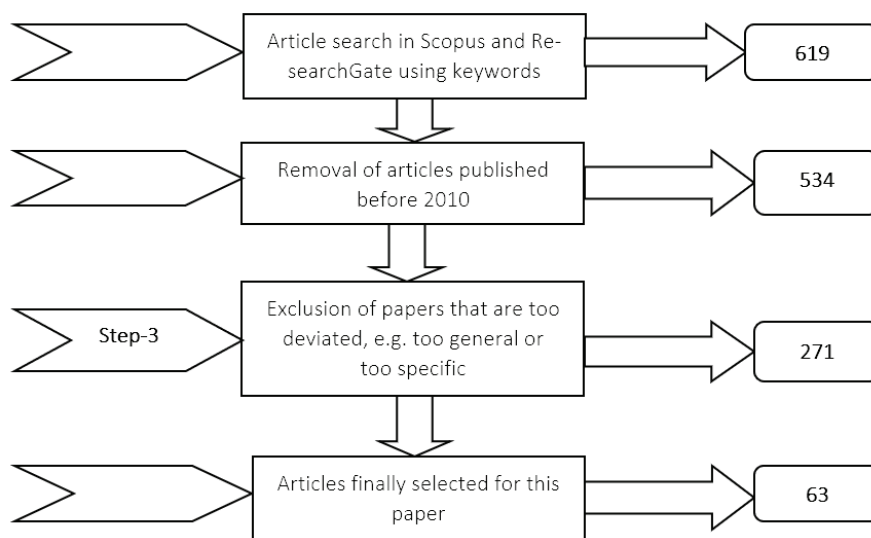 Article search in Scopus and Re-
searchGate using keywords
619
Removal of articles published
before 2010
534
Step-3
Exclusion of papers that are too
deviated, e.g. too general or
too specific
271
Articles finally selected for this
paper
63